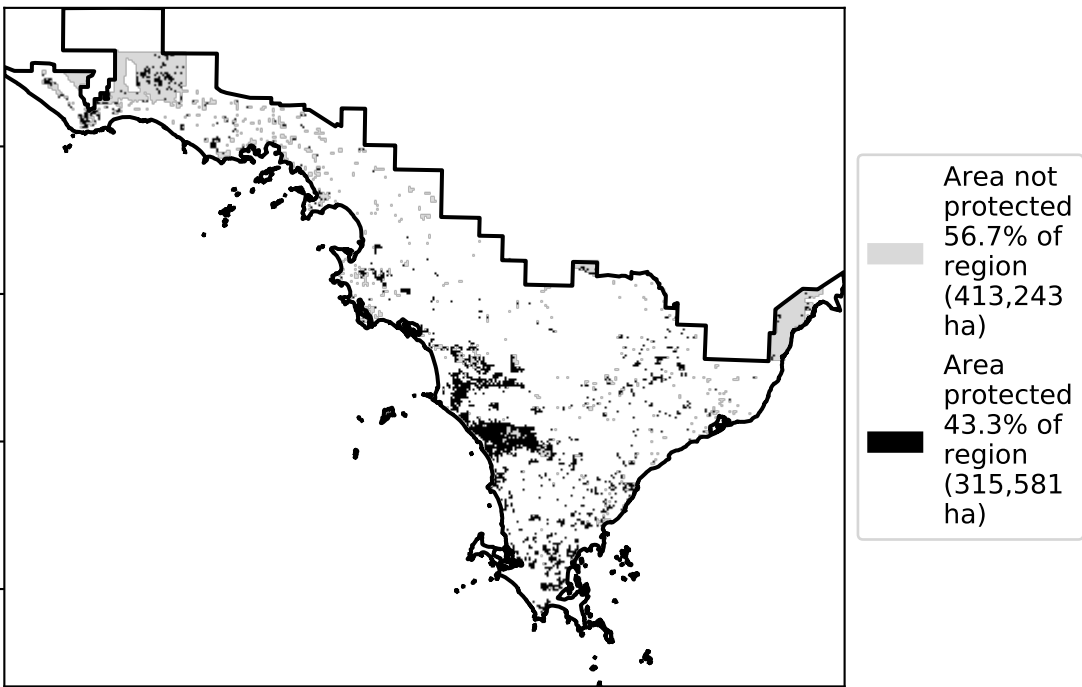 Area not
protected
56.7% of
region
(413,243
ha)
Area
protected
43.3% of
region
(315,581
ha)